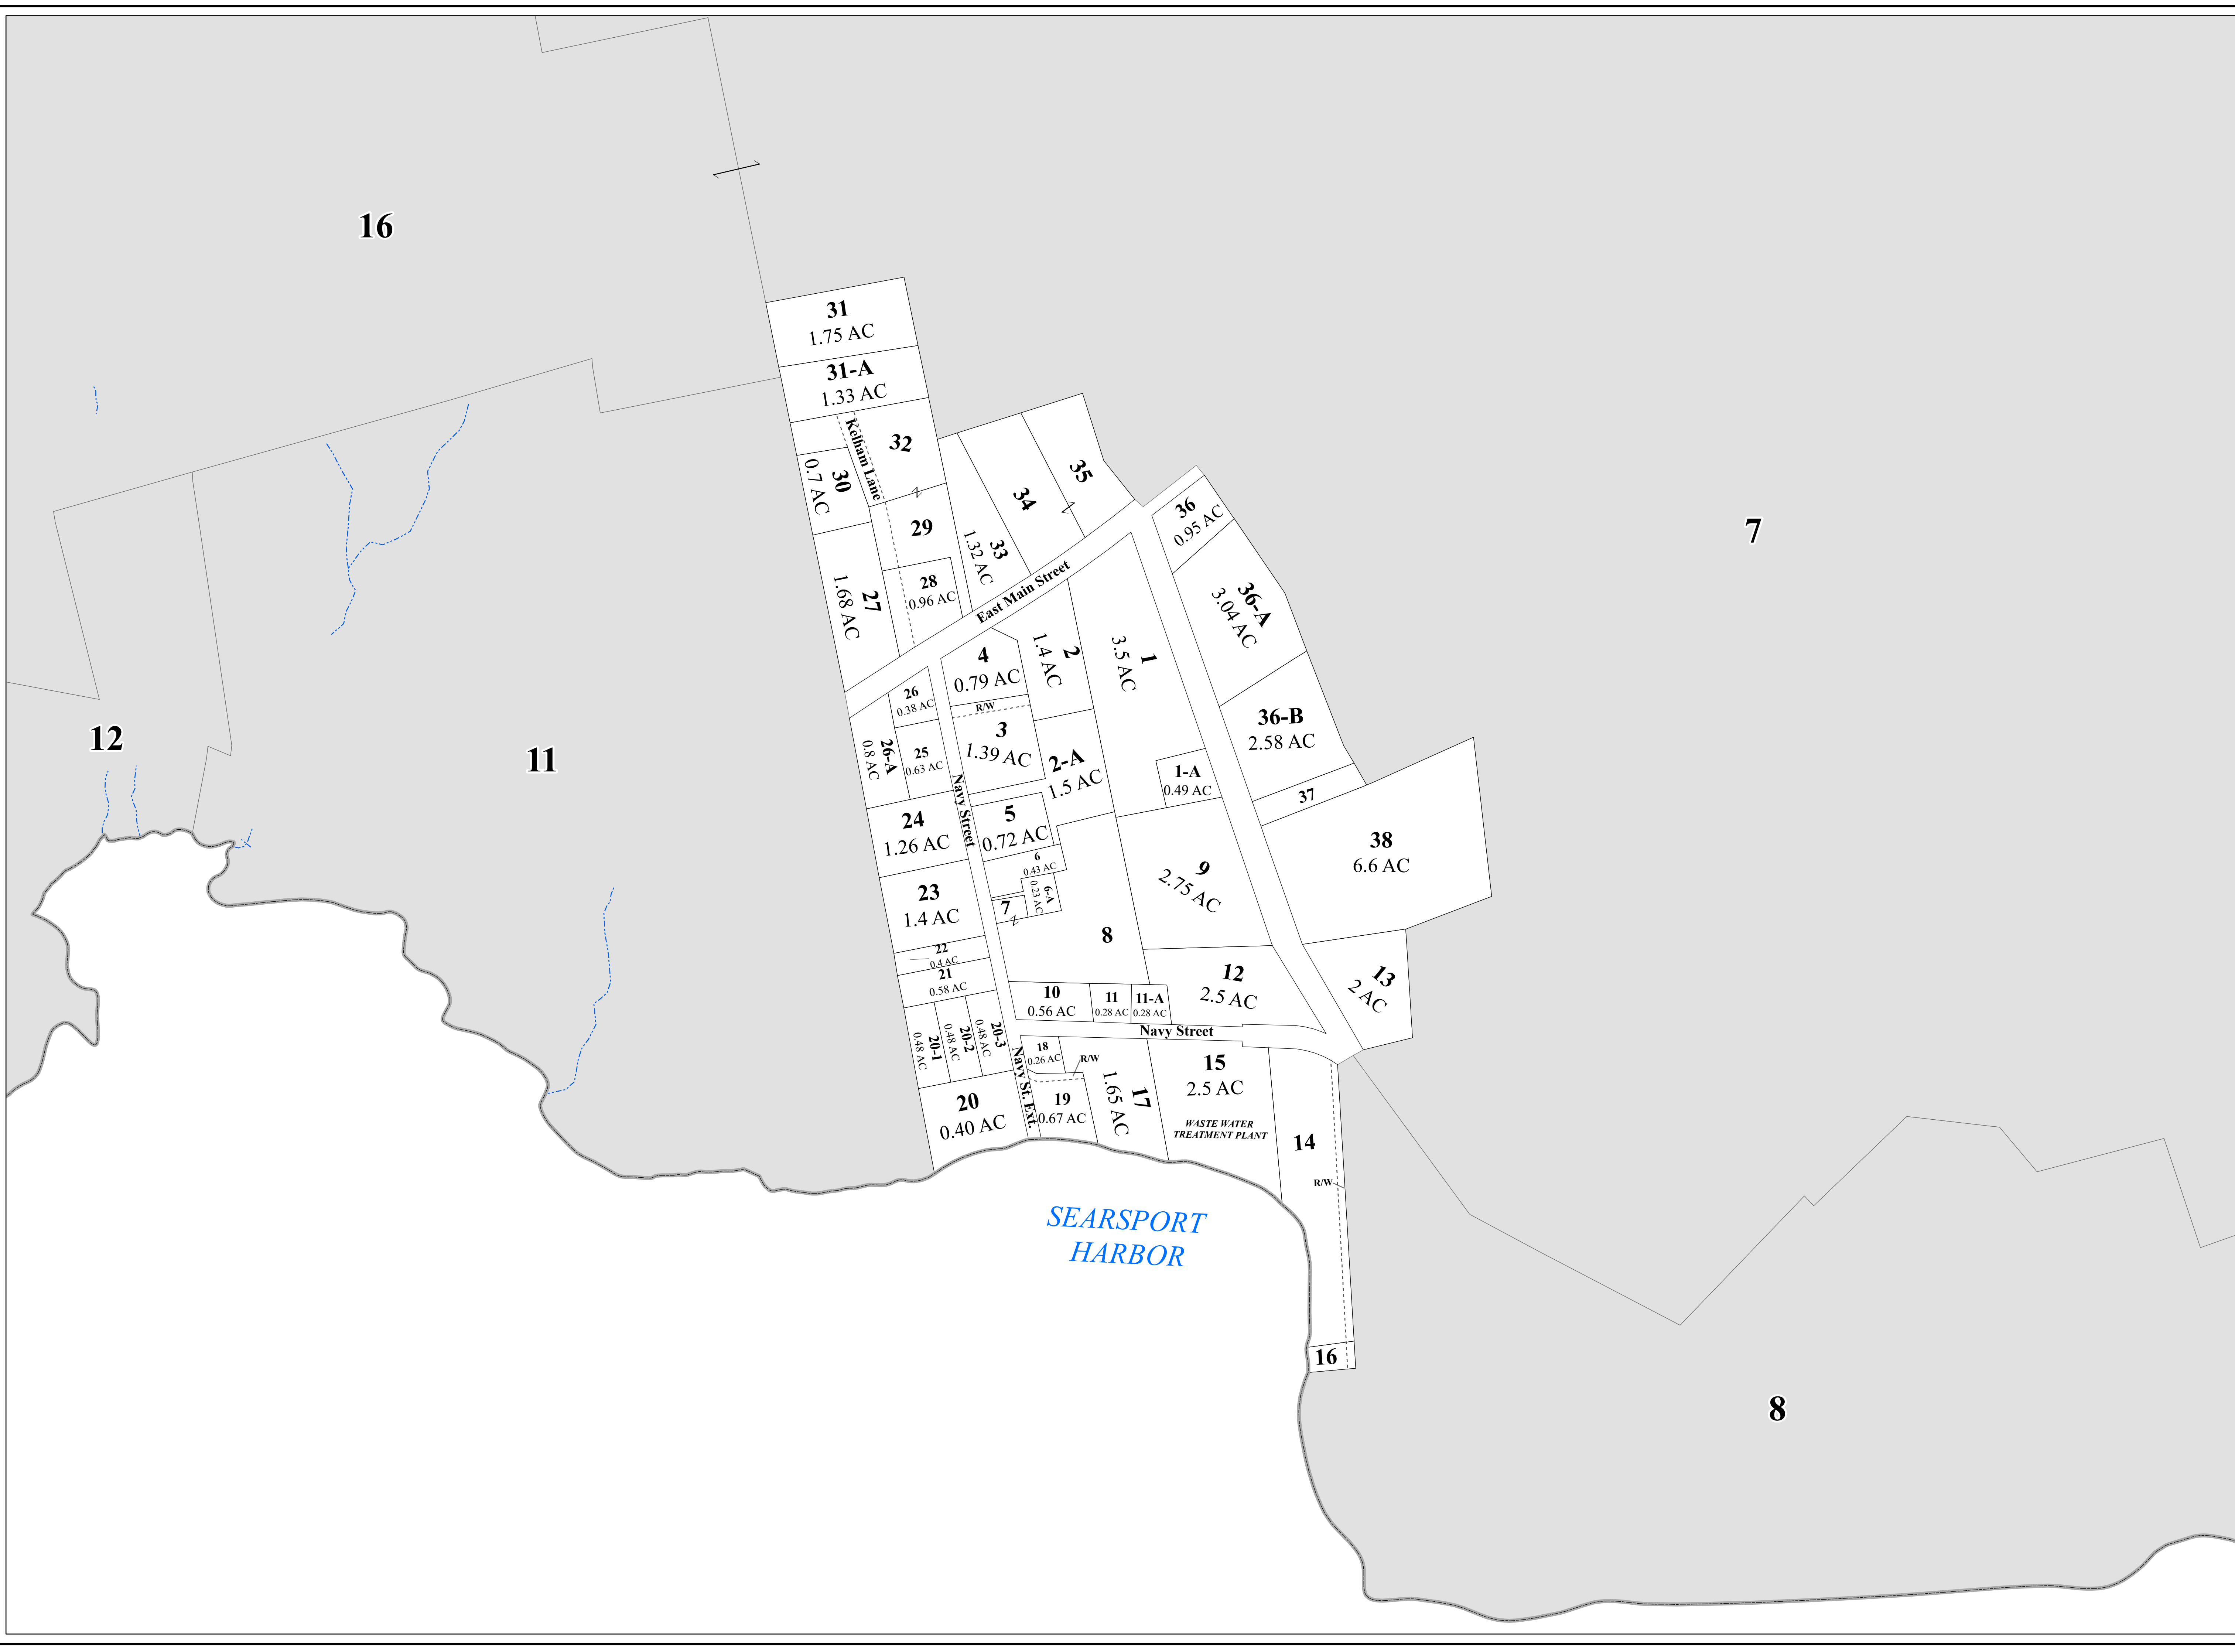 16
31
1.75 AC
31-A
1.33 AC
Kelham Lane
32
30
0.7 AC
29
28
0.96 AC
27
1.68 AC
33
1.32 AC
34
35
36
0.95 AC
7
36-A
3.04 AC
East Main Street
4
0.79 AC
R/W
3
1.39 AC
2
1.4 AC
1
3.5 AC
2-A
1.5 AC
1-A
0.49 AC
36-B
2.58 AC
37
38
6.6 AC
12
11
26
0.38 AC
26-A
0.8 AC
25
0.63 AC
Navy Street
24
1.26 AC
5
0.72 AC
6
0.43 AC
6-A
0.23 AC
7
23
1.4 AC
8
9
2.75 AC
22
0.4 AC
21
0.58 AC
10
0.56 AC
11
0.28 AC
11-A
0.28 AC
12
2.5 AC
13
2 AC
Navy Street
20-1
0.48 AC
20-2
0.48 AC
20-3
0.48 AC
Navy St. Ext.
18
0.26 AC
R/W
19
0.67 AC
17
1.65 AC
15
2.5 AC
WASTE WATER
TREATMENT PLANT
20
0.40 AC
14
R/W
SEARSPORT
HARBOR
16
8